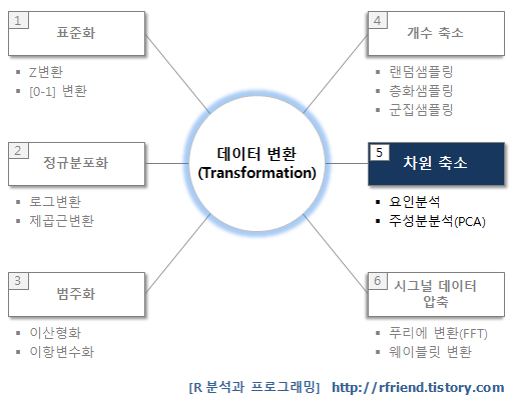 1
표준화
▪ Z변환
▪ [0-1] 변환
2
정규분포화
▪ 로그변환
▪ 제곱근변환
3
범주화
▪ 이산형화
▪ 이항변수화
데이터 변환
(Transformation)
4
개수 축소
▪ 랜덤샘플링
▪ 층화샘플링
▪ 군집샘플링
5
차원 축소
▪ 요인분석
▪ 주성분분석(PCA)
6
시그널 데이터
압축
▪ 푸리에 변환(FFT)
▪ 웨이블릿 변환
[R 분석과 프로그래밍] http://rfriend.tistory.com